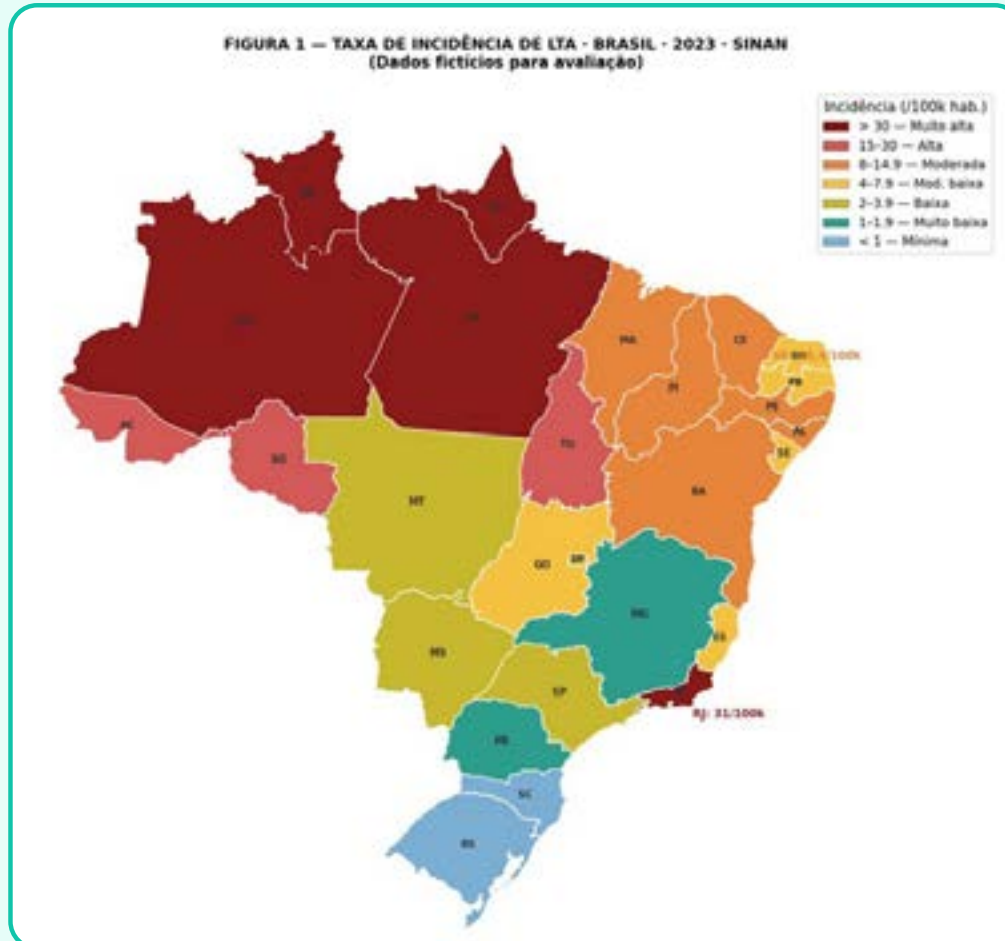 FIGURA 1 — TAXA DE INCIDÊNCIA DE LTA - BRASIL - 2023 - SINAN
(Dados fictícios para avaliação)
Incidência (/100k hab.)
> 30 — Muito alta
15–30 — Alta
8–14.9 — Moderada
4–7.9 — Mod. baixa
2–3.9 — Baixa
1–1.9 — Muito baixa
< 1 — Mínima
MA
CE
/100k
PB
PI
PE
AL
SE
AC
TO
BA
MT
GO
MG
ES
MS
SP
RJ: 31/100k
PR
SC
RS